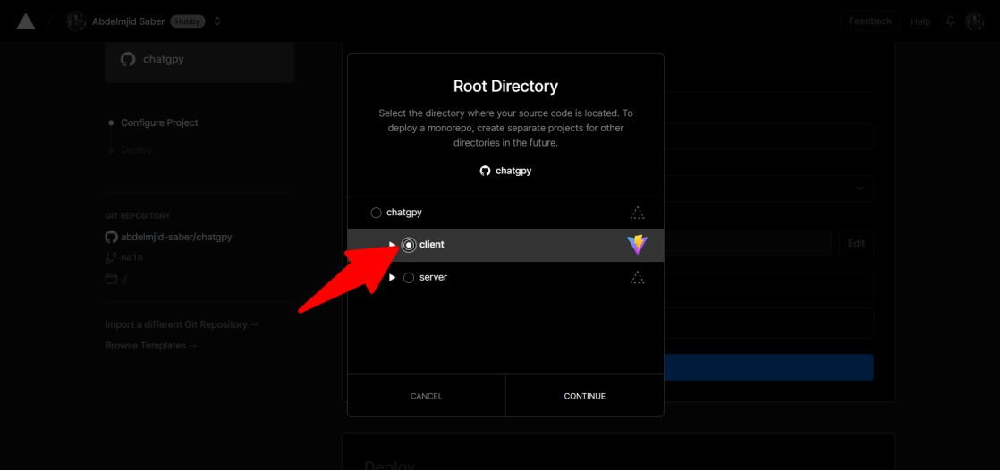 Abdelmjid Saber Hobby
Feedback Help
chatgpy
Configure Project
Deploy
GIT REPOSITORY
abdelmjid-saber/chatgpy
main
./
Import a different Git Repository →
Browse Templates →
Root Directory
Select the directory where your source code is located. To
deploy a monorepo, create separate projects for other
directories in the future.
chatgpy
chatgpy
client
server
CANCEL CONTINUE
Edit
Deploy